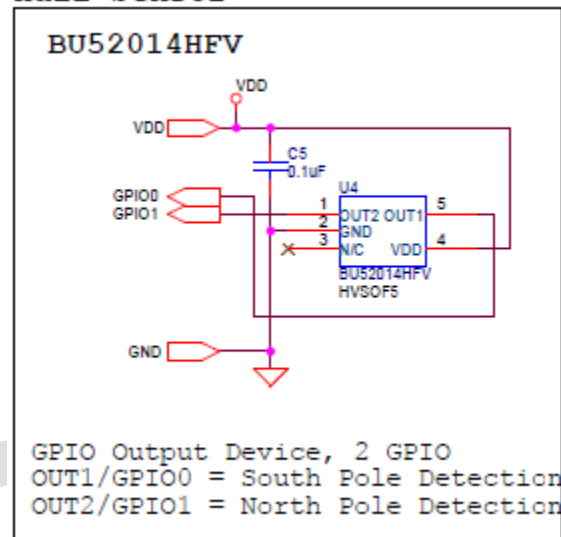 BU52014HFV
VDD
VDD
C5
0.1uF
GPIO0
GPIO1
U4
1 OUT2 OUT1 5
2 GND
3 N/C VDD 4
BU52014HFV
HVSOF5
GND
GPIO Output Device, 2 GPIO
OUT1/GPIO0 = South Pole Detection
OUT2/GPIO1 = North Pole Detection